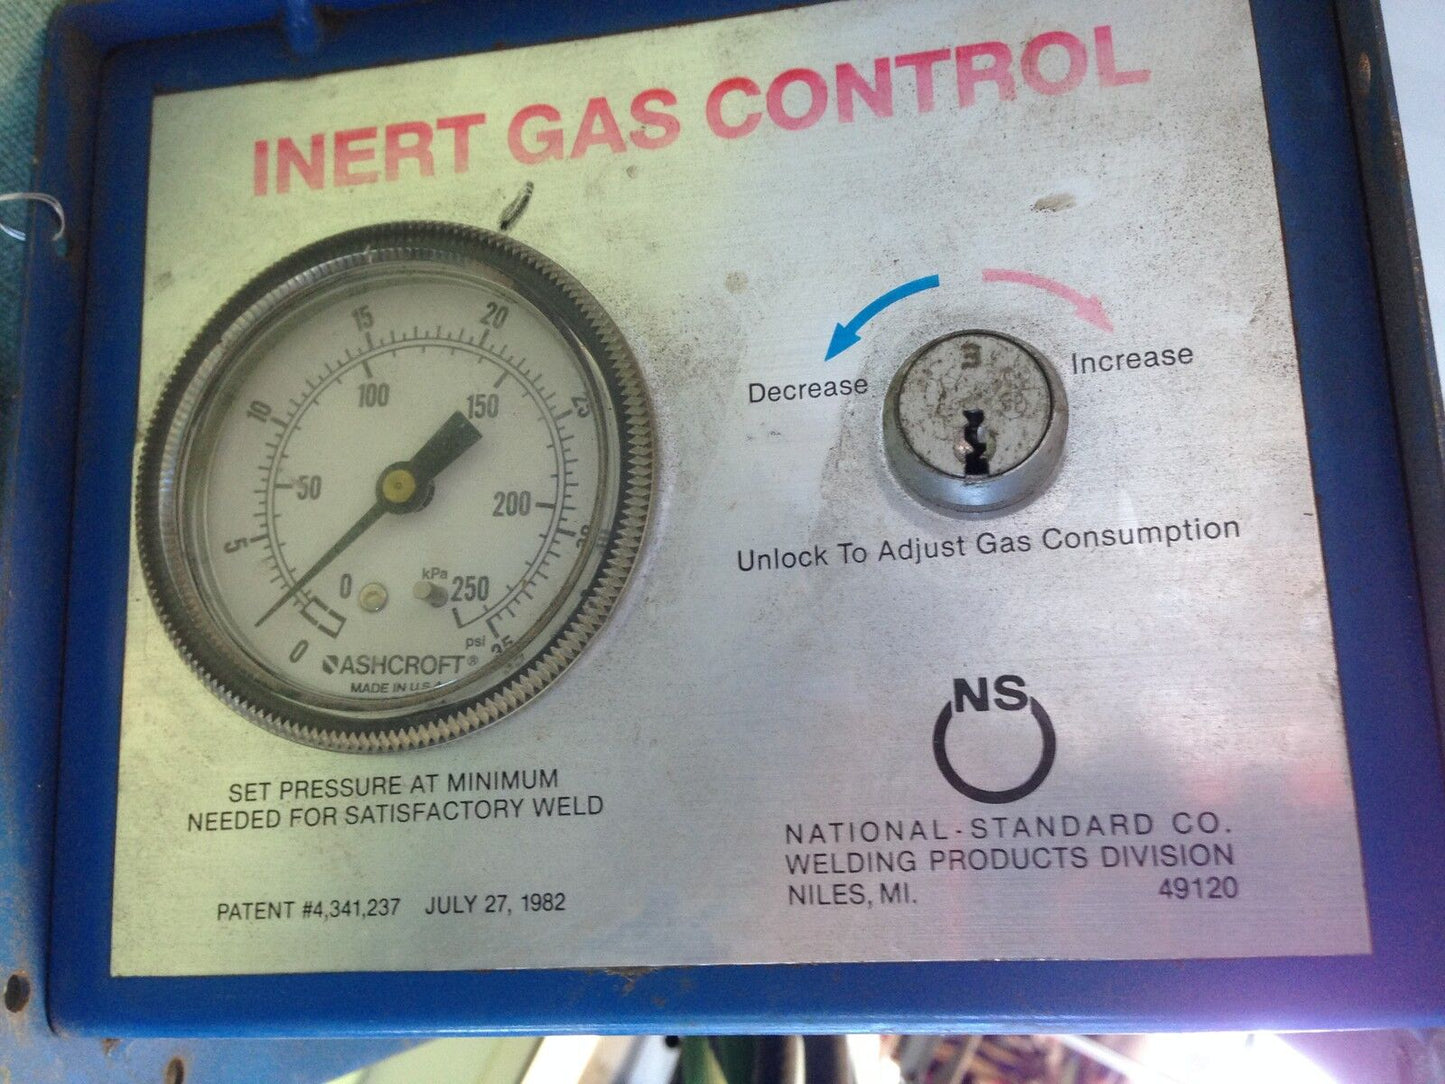 INERT GAS CONTROL
15
20
10
100
150
25
50
200
5
0
kPa
250
0
psi
35
ASHCROFT®
MADE IN U.S.A
Decrease
Increase
3
Unlock To Adjust Gas Consumption
SET PRESSURE AT MINIMUM
NEEDED FOR SATISFACTORY WELD
PATENT #4,341,237 JULY 27, 1982
NS
NATIONAL-STANDARD CO.
WELDING PRODUCTS DIVISION
NILES, MI. 49120